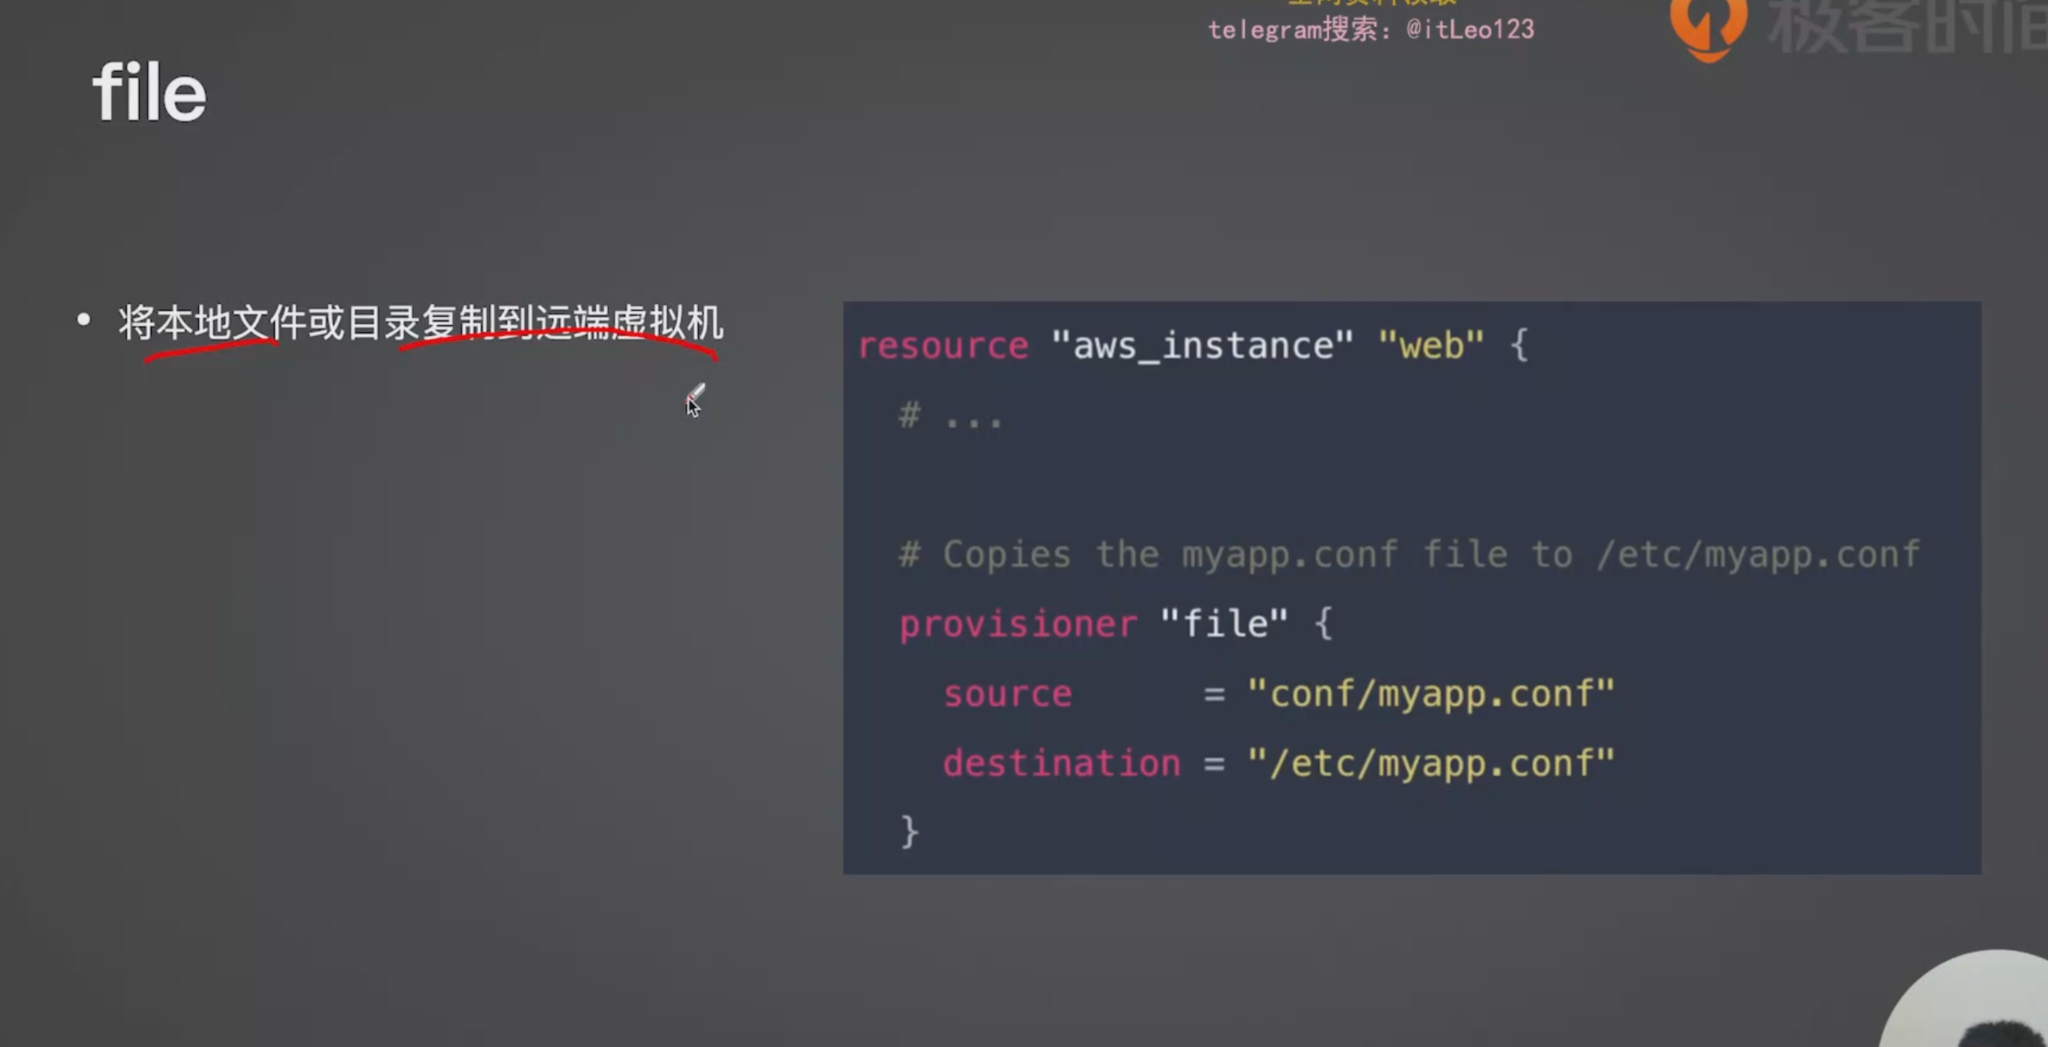 telegram搜索：@itLeo123
极客时间
file
• 将本地文件或目录复制到远端虚拟机
resource "aws_instance" "web" {
# ...
# Copies the myapp.conf file to /etc/myapp.conf
provisioner "file" {
source = "conf/myapp.conf"
destination = "/etc/myapp.conf"
}